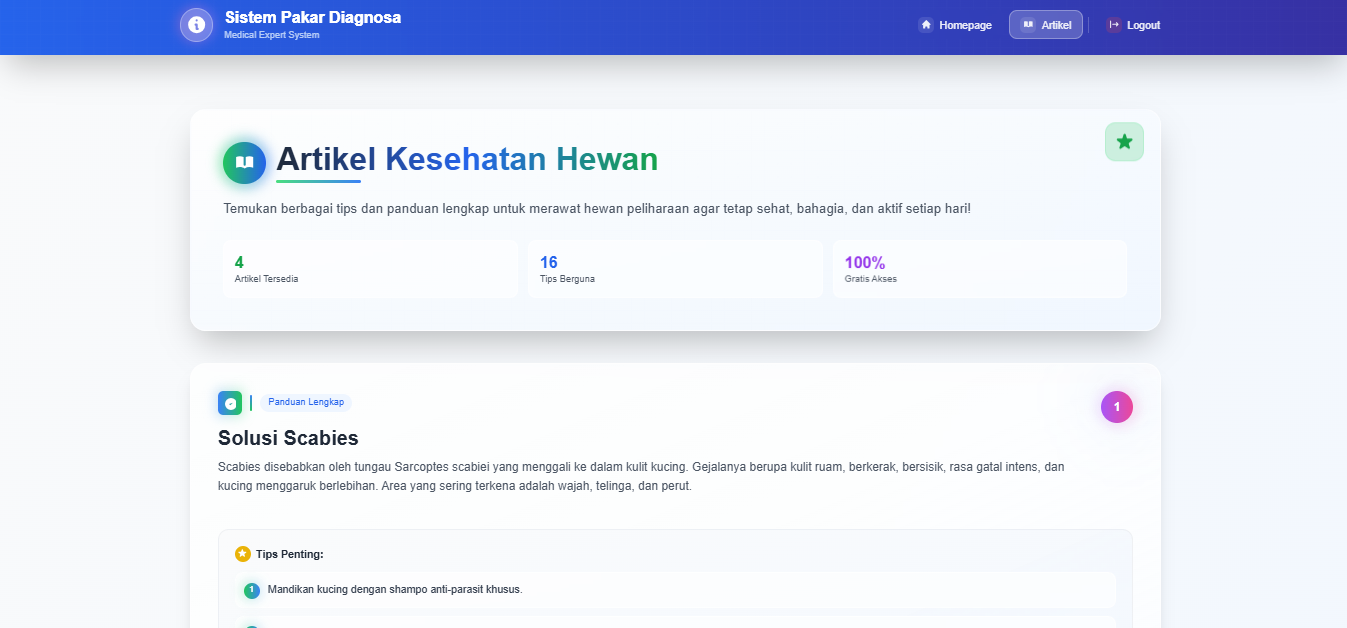 Sistem Pakar Diagnosa
Medical Expert System
Homepage
Artikel
Logout
Artikel Kesehatan Hewan
Temukan berbagai tips dan panduan lengkap untuk merawat hewan peliharaan agar tetap sehat, bahagia, dan aktif setiap hari!
4
Artikel Tersedia
16
Tips Berguna
100%
Gratis Akses
Panduan Lengkap
1
Solusi Scabies
Scabies disebabkan oleh tungau Sarcoptes scabiei yang menggali ke dalam kulit kucing. Gejalanya berupa kulit ruam, berkerak, bersisik, rasa gatal intens, dan
kucing menggaruk berlebihan. Area yang sering terkena adalah wajah, telinga, dan perut.
Tips Penting:
1 Mandikan kucing dengan shampo anti-parasit khusus.